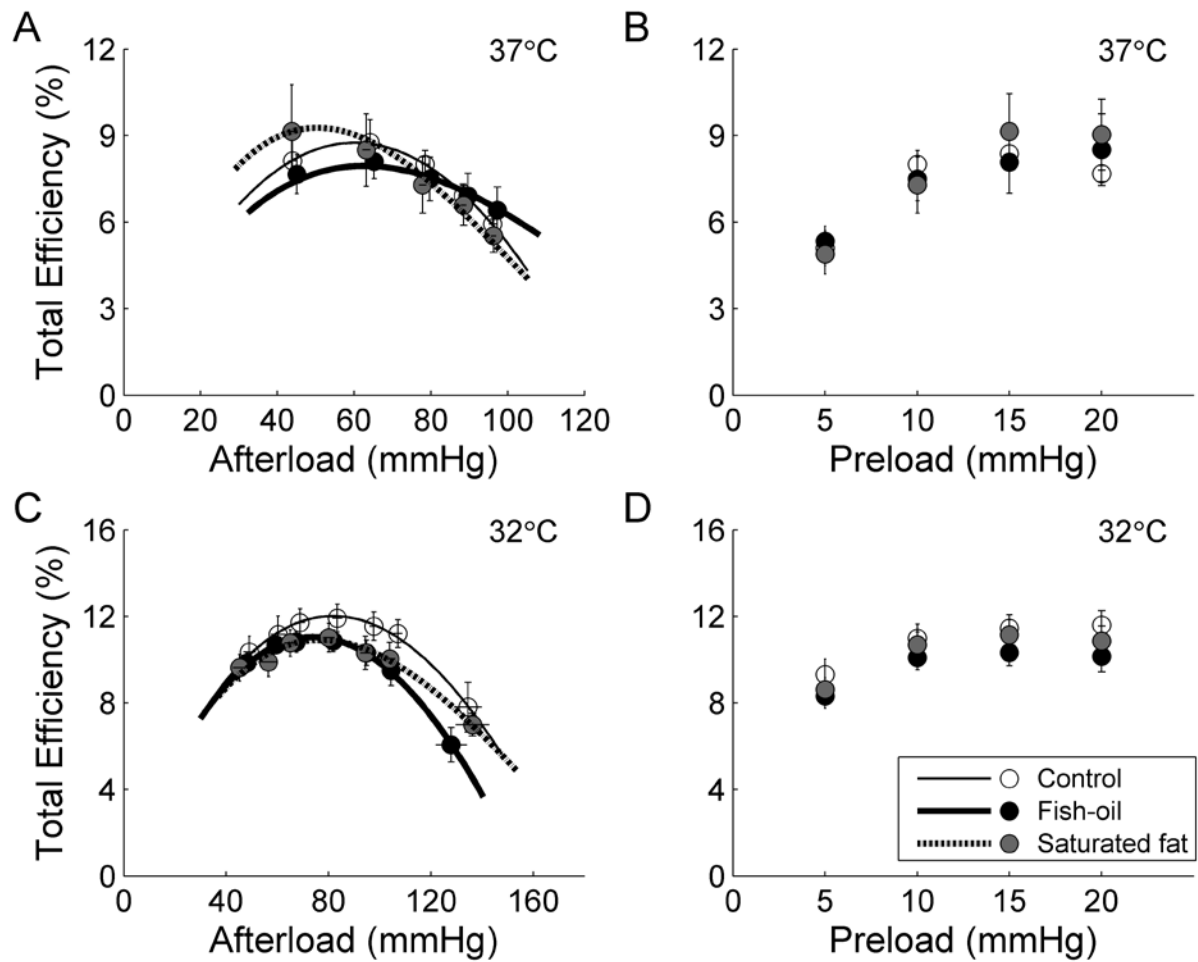 A
37°C
Total Efficiency (%)
12
9
6
3
0
0 20 40 60 80 100 120
Afterload (mmHg)
B
37°C
12
9
6
3
0
0 5 10 15 20
Preload (mmHg)
C
32°C
Total Efficiency (%)
16
12
8
4
0
0 40 80 120 160
Afterload (mmHg)
D
32°C
16
12
8
4
0
0 5 10 15 20
Preload (mmHg)
Control
Fish-oil
Saturated fat